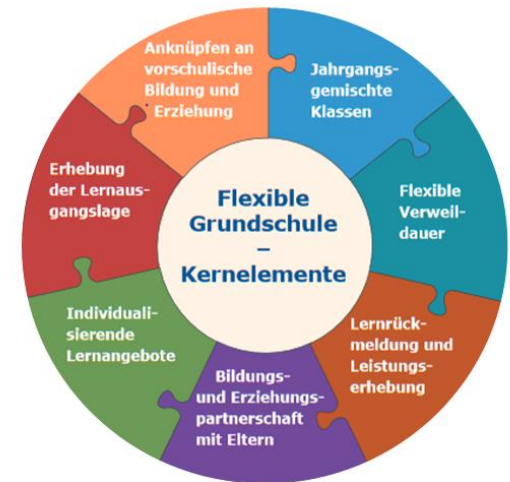 Anknüpfen an
vorschulische
Bildung und
Erziehung
Jahrgangs-
gemischte
Klassen
Flexible
Verweil-
dauer
Lernrück-
meldung und
Leistungs-
erhebung
Bildungs-
und Erziehungs-
partnerschaft
mit Eltern
Individuali-
sierende
Lernangebote
Erhebung
der Lernaus-
gangslage
Flexible
Grundschule
–
Kernelemente